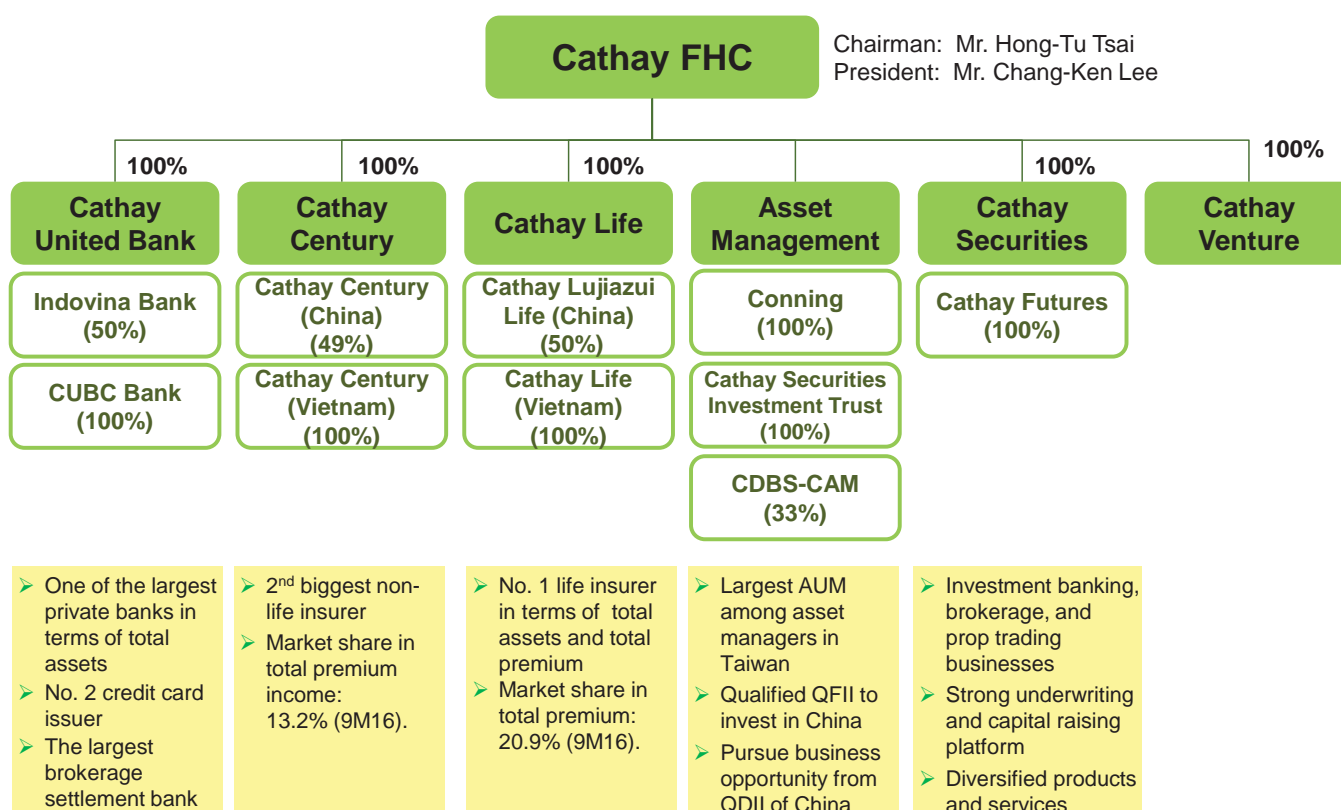 Cathay FHC
Chairman: Mr. Hong-Tu Tsai
President: Mr. Chang-Ken Lee
100%
100%
100%
100%
100%
Cathay
United Bank
Cathay
Century
Cathay Life
Asset
Management
Cathay
Securities
Cathay
Venture
Indovina Bank
(50%)
CUBC Bank
(100%)
Cathay Century
(China)
(49%)
Cathay Century
(Vietnam)
(100%)
Cathay Lujiazui
Life (China)
(50%)
Cathay Life
(Vietnam)
(100%)
Conning
(100%)
Cathay Securities
Investment Trust
(100%)
CDBS-CAM
(33%)
Cathay Futures
(100%)
➢ One of the largest
private banks in
terms of total
assets
➢ No. 2 credit card
issuer
➢ The largest
brokerage
settlement bank
➢ 2nd biggest non-
life insurer
➢ Market share in
total premium
income:
13.2% (9M16).
➢ No. 1 life insurer
in terms of total
assets and total
premium
➢ Market share in
total premium:
20.9% (9M16).
➢ Largest AUM
among asset
managers in
Taiwan
➢ Qualified QFII to
invest in China
➢ Pursue business
opportunity from
QDII of China
➢ Investment banking,
brokerage, and
prop trading
businesses
➢ Strong underwriting
and capital raising
platform
➢ Diversified products
and services